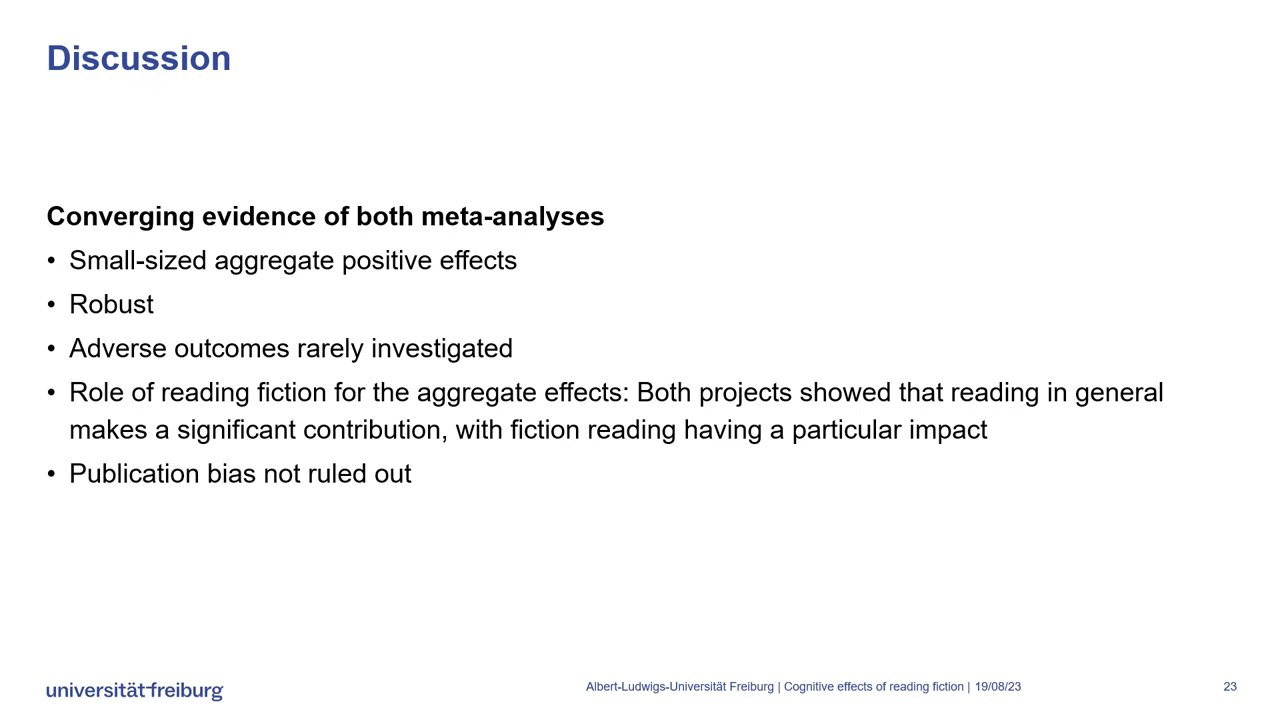 Discussion
Converging evidence of both meta-analyses
• Small-sized aggregate positive effects
• Robust
• Adverse outcomes rarely investigated
• Role of reading fiction for the aggregate effects: Both projects showed that reading in general
makes a significant contribution, with fiction reading having a particular impact
• Publication bias not ruled out
universität freiburg
Albert-Ludwigs-Universität Freiburg | Cognitive effects of reading fiction | 19/08/23
23